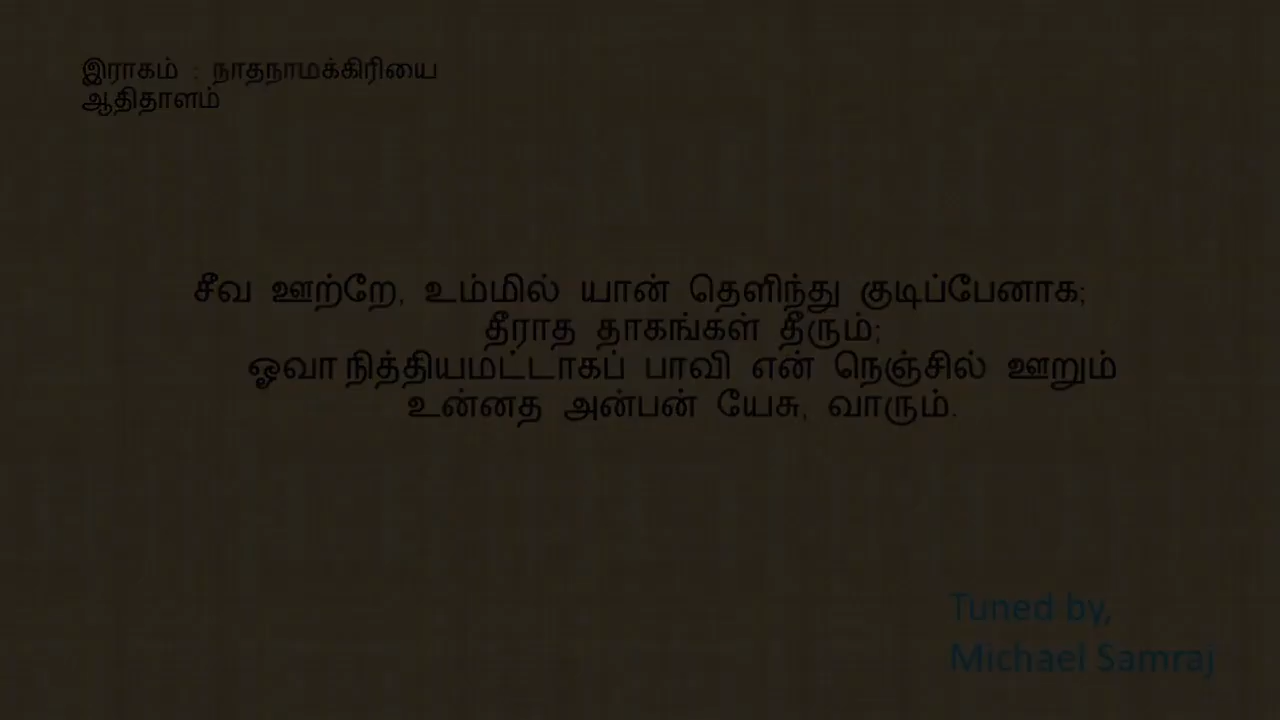 இராகம் : நாதநாமக்கிரியை
ஆதிதாளம்
சீவ ஊற்றே, உம்மில் யான் தெளிந்து குடிப்பேனாக;
தீராத தாகங்கள் தீரும்;
ஓவா நித்தியமட்டாகப் பாவி என் நெஞ்சில் ஊறும்
உன்னத அன்பன் யேசு, வாரும்.
Tuned by,
Michael Samraj